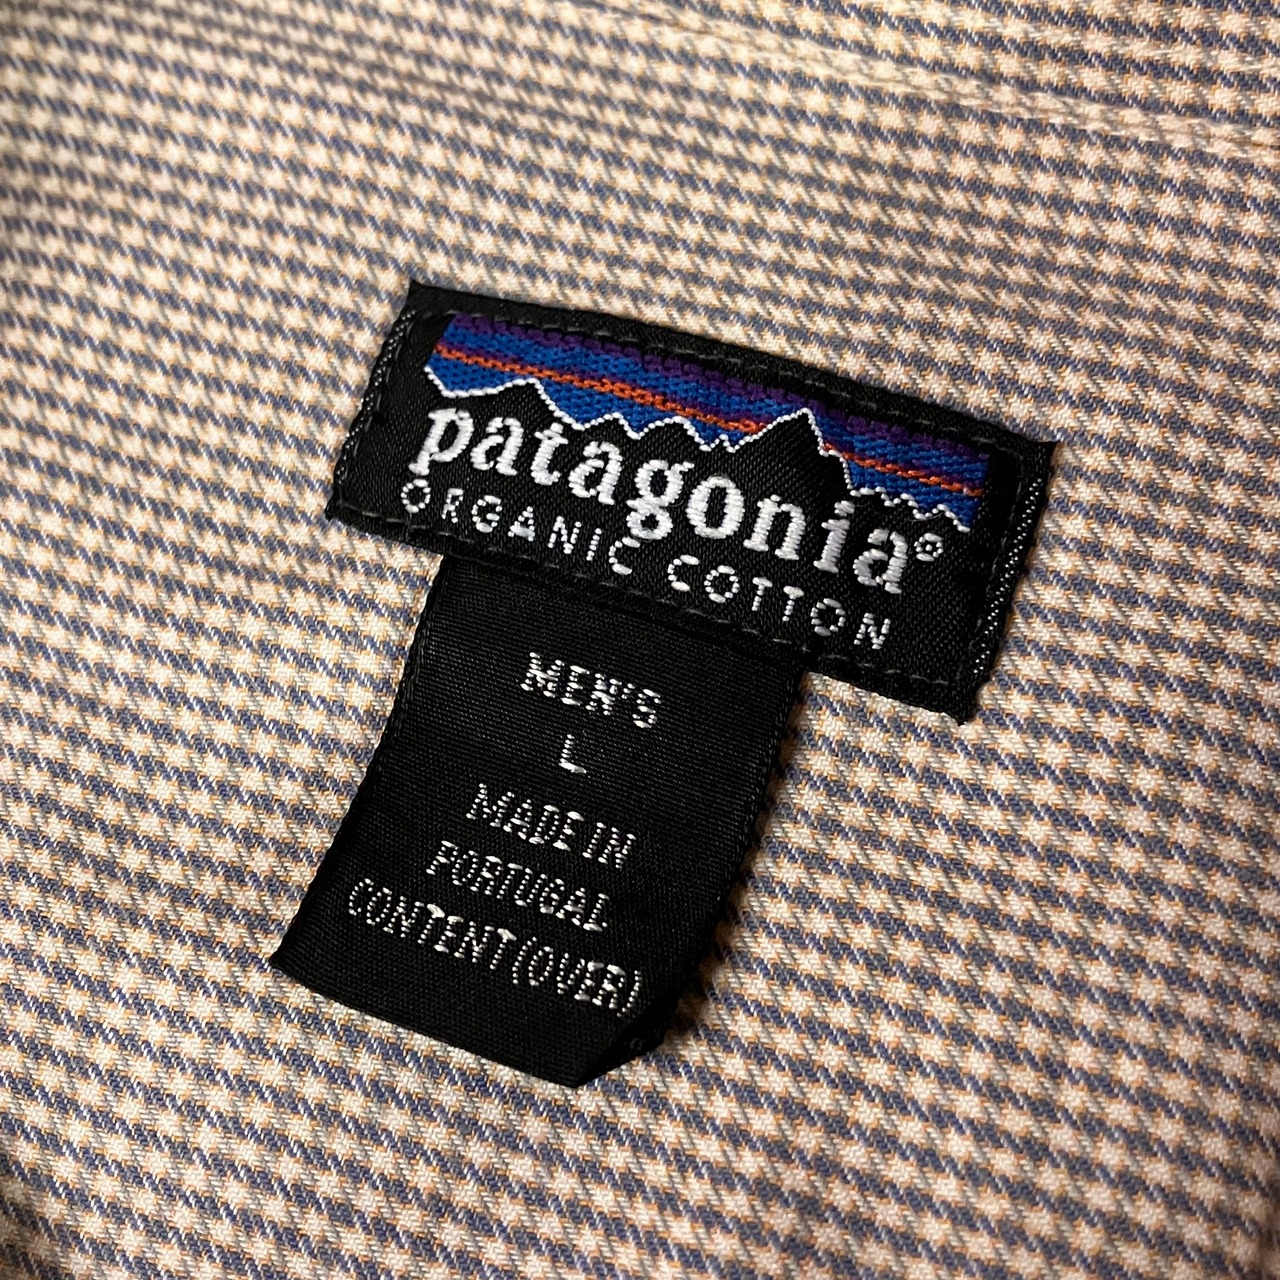 patagonia®
ORGANIC COTTON
MEN'S
L
MADE IN
PORTUGAL
CONTENT(OVER)